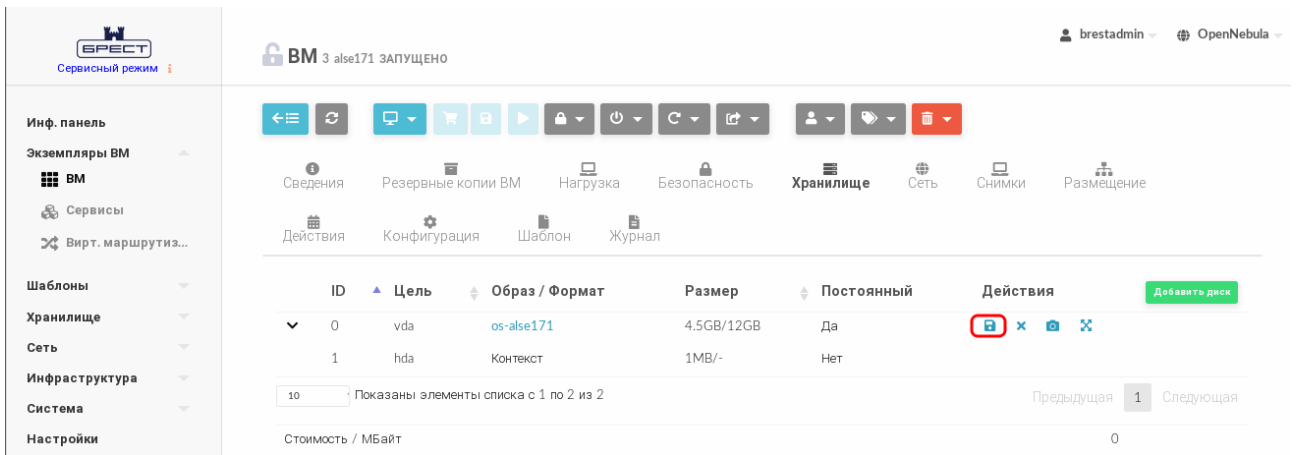 БРЕСТ
Сервисный режим i
ВМ 3 alse171 ЗАПУЩЕНО
brestadmin OpenNebula
Инф. панель
Экземпляры ВМ
ВМ
Сервисы
Вирт. маршрутиз...
Шаблоны
Хранилище
Сеть
Инфраструктура
Система
Настройки
Сведения Резервные копии ВМ Нагрузка Безопасность Хранилище Сеть Снимки Размещение
Действия Конфигурация Шаблон Журнал
ID Цель Образ / Формат Размер Постоянный Действия Добавить диск
0 vda os-alse171 4.5GB/12GB Да
1 hda Контекст 1MB/- Нет
10 Показаны элементы списка с 1 по 2 из 2 Предыдущая 1 Следующая
Стоимость / МБайт 0